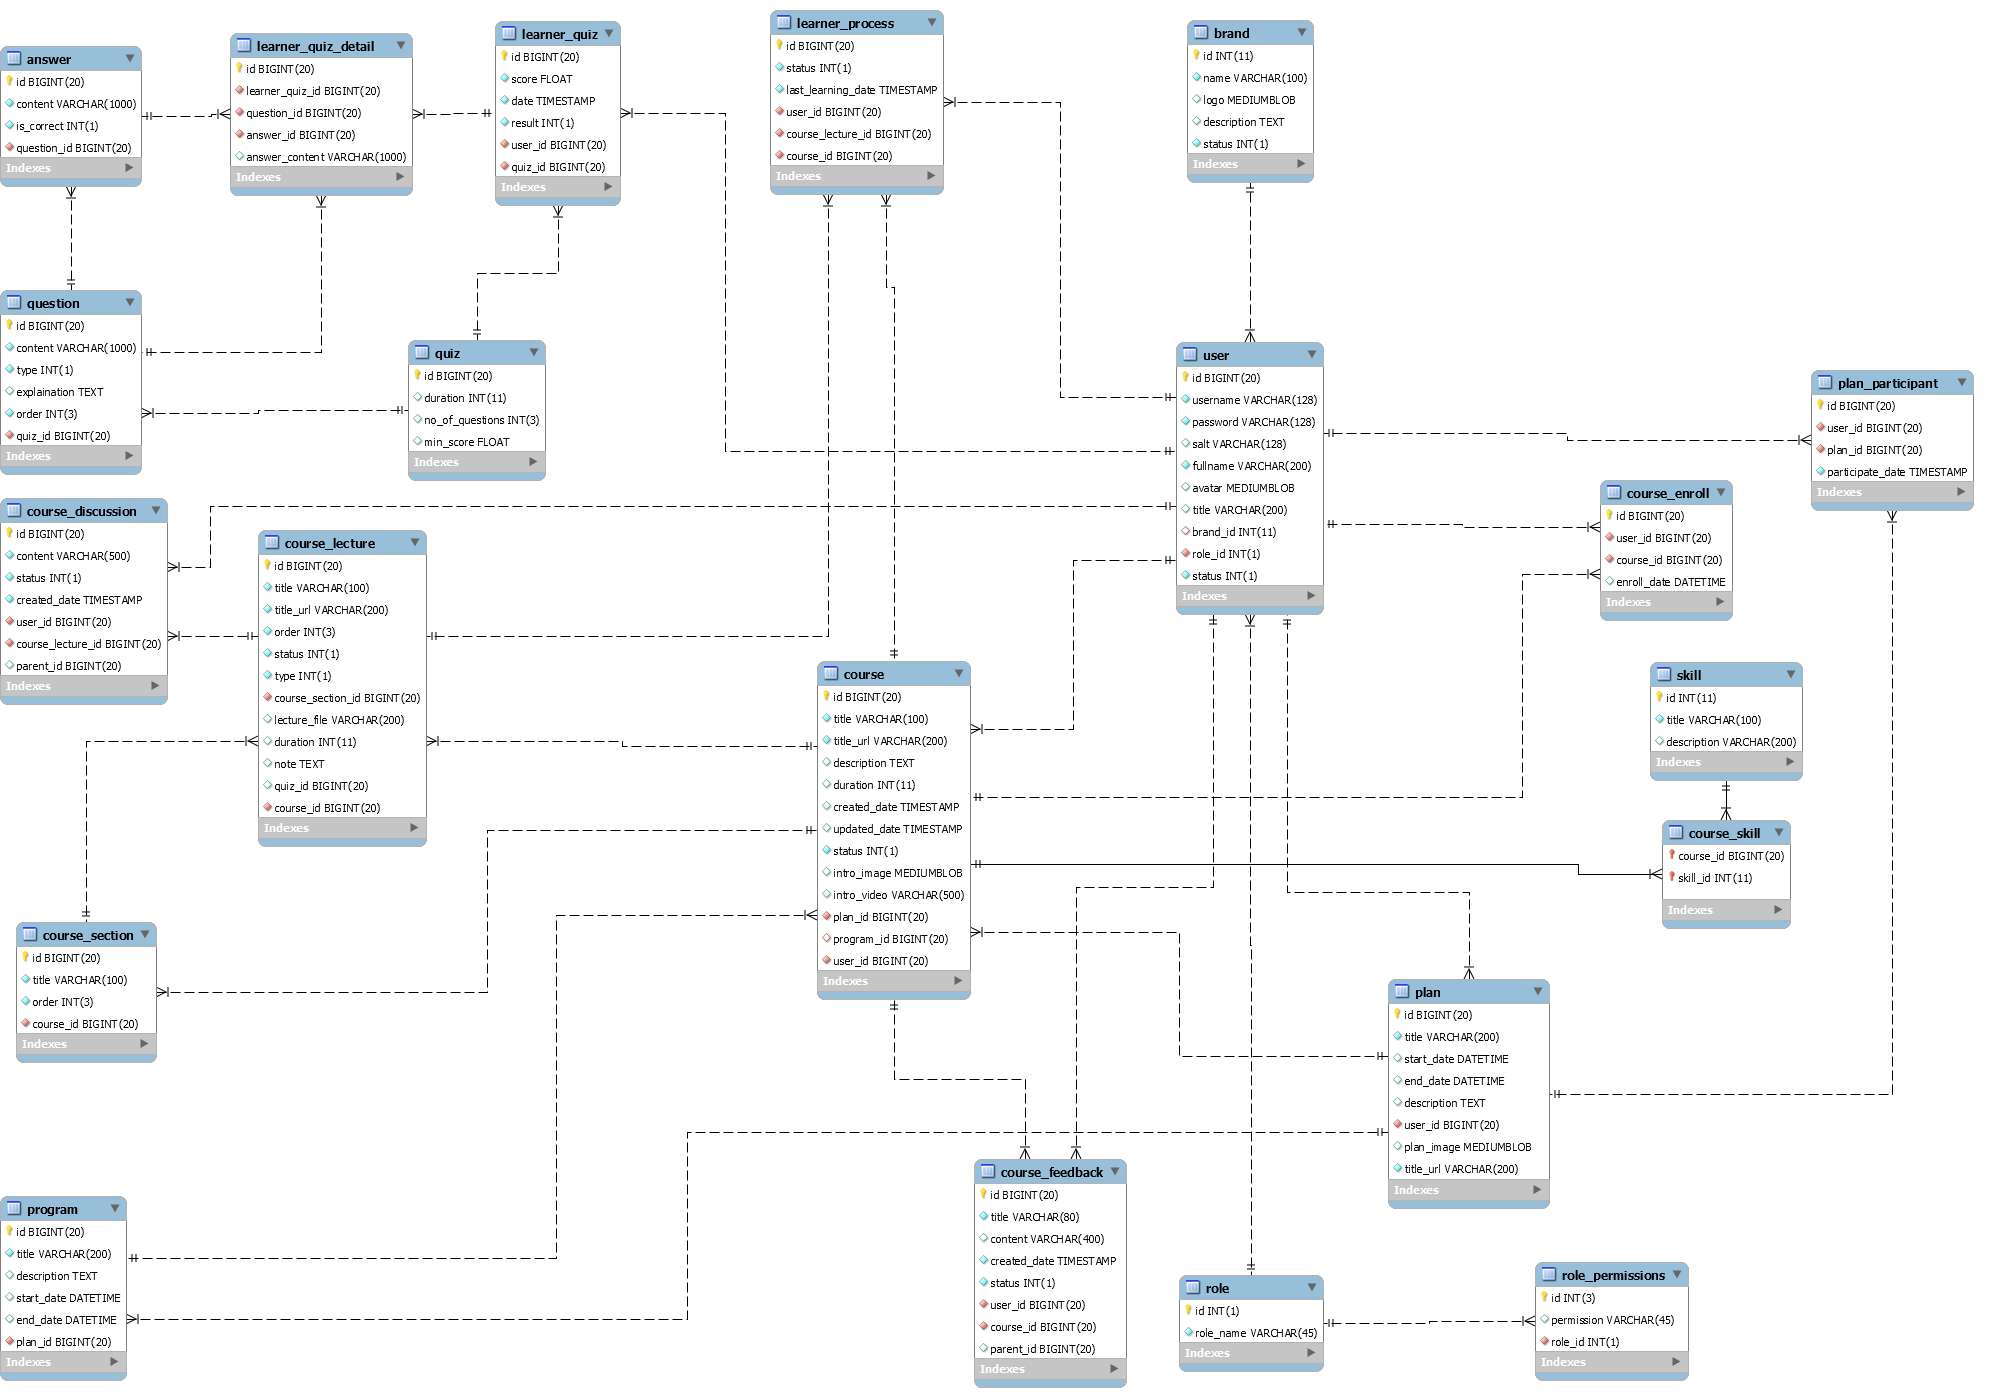 answer
id BIGINT(20)
content VARCHAR(1000)
is_correct INT(1)
question_id BIGINT(20)
Indexes
learner_quiz_detail
id BIGINT(20)
learner_quiz_id BIGINT(20)
question_id BIGINT(20)
answer_id BIGINT(20)
answer_content VARCHAR(1000)
Indexes
learner_quiz
id BIGINT(20)
score FLOAT
date TIMESTAMP
result INT(1)
user_id BIGINT(20)
quiz_id BIGINT(20)
Indexes
learner_process
id BIGINT(20)
status INT(1)
last_learning_date TIMESTAMP
user_id BIGINT(20)
course_lecture_id BIGINT(20)
course_id BIGINT(20)
Indexes
brand
id INT(11)
name VARCHAR(100)
logo MEDIUMBLOB
description TEXT
status INT(1)
Indexes
question
id BIGINT(20)
content VARCHAR(1000)
type INT(1)
explaination TEXT
order INT(3)
quiz_id BIGINT(20)
Indexes
quiz
id BIGINT(20)
duration INT(11)
no_of_questions INT(3)
min_score FLOAT
Indexes
user
id BIGINT(20)
username VARCHAR(128)
password VARCHAR(128)
salt VARCHAR(128)
fullname VARCHAR(200)
avatar MEDIUMBLOB
title VARCHAR(200)
brand_id INT(11)
role_id INT(1)
status INT(1)
Indexes
plan_participant
id BIGINT(20)
user_id BIGINT(20)
plan_id BIGINT(20)
participate_date TIMESTAMP
Indexes
course_enroll
id BIGINT(20)
user_id BIGINT(20)
course_id BIGINT(20)
enroll_date DATETIME
Indexes
course_discussion
id BIGINT(20)
content VARCHAR(500)
status INT(1)
created_date TIMESTAMP
user_id BIGINT(20)
course_lecture_id BIGINT(20)
parent_id BIGINT(20)
Indexes
course_lecture
id BIGINT(20)
title VARCHAR(100)
title_url VARCHAR(200)
order INT(3)
status INT(1)
type INT(1)
course_section_id BIGINT(20)
lecture_file VARCHAR(200)
duration INT(11)
note TEXT
quiz_id BIGINT(20)
course_id BIGINT(20)
Indexes
course
id BIGINT(20)
title VARCHAR(100)
title_url VARCHAR(200)
description TEXT
duration INT(11)
created_date TIMESTAMP
updated_date TIMESTAMP
status INT(1)
intro_image MEDIUMBLOB
intro_video VARCHAR(500)
plan_id BIGINT(20)
program_id BIGINT(20)
user_id BIGINT(20)
Indexes
skill
id INT(11)
title VARCHAR(100)
description VARCHAR(200)
Indexes
course_skill
course_id BIGINT(20)
skill_id INT(11)
Indexes
course_section
id BIGINT(20)
title VARCHAR(100)
order INT(3)
course_id BIGINT(20)
Indexes
plan
id BIGINT(20)
title VARCHAR(200)
start_date DATETIME
end_date DATETIME
description TEXT
user_id BIGINT(20)
plan_image MEDIUMBLOB
title_url VARCHAR(200)
Indexes
program
id BIGINT(20)
title VARCHAR(200)
description TEXT
start_date DATETIME
end_date DATETIME
plan_id BIGINT(20)
Indexes
course_feedback
id BIGINT(20)
title VARCHAR(80)
content VARCHAR(400)
created_date TIMESTAMP
status INT(1)
user_id BIGINT(20)
course_id BIGINT(20)
parent_id BIGINT(20)
Indexes
role
id INT(1)
role_name VARCHAR(45)
Indexes
role_permissions
id INT(3)
permission VARCHAR(45)
role_id INT(1)
Indexes